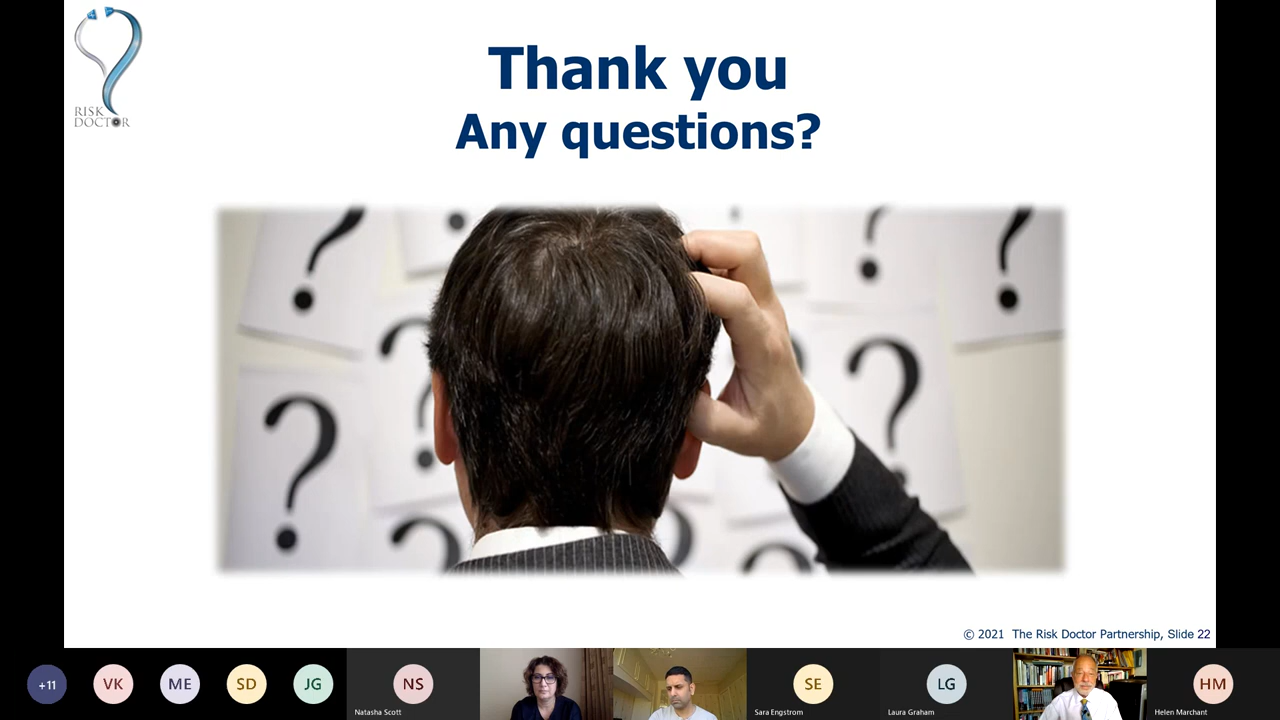 RISK
DOCTOR
Thank you
Any questions?
? ? ? ? ? ? ? ? ?
© 2021 The Risk Doctor Partnership, Slide 22
+11
VK
ME
SD
JG
NS
Natasha Scott
SE
Sara Engstrom
LG
Laura Graham
HM
Helen Marchant